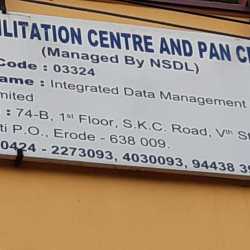 ILITATION CENTRE AND PAN C
(Managed By NSDL)
Code : 03324
ame : Integrated Data Management
imited
: 74-B, 1st Floor, S.K.C. Road, Vth S
ti P.O., Erode - 638 009.
0424 - 2273093, 4030093, 94438 3